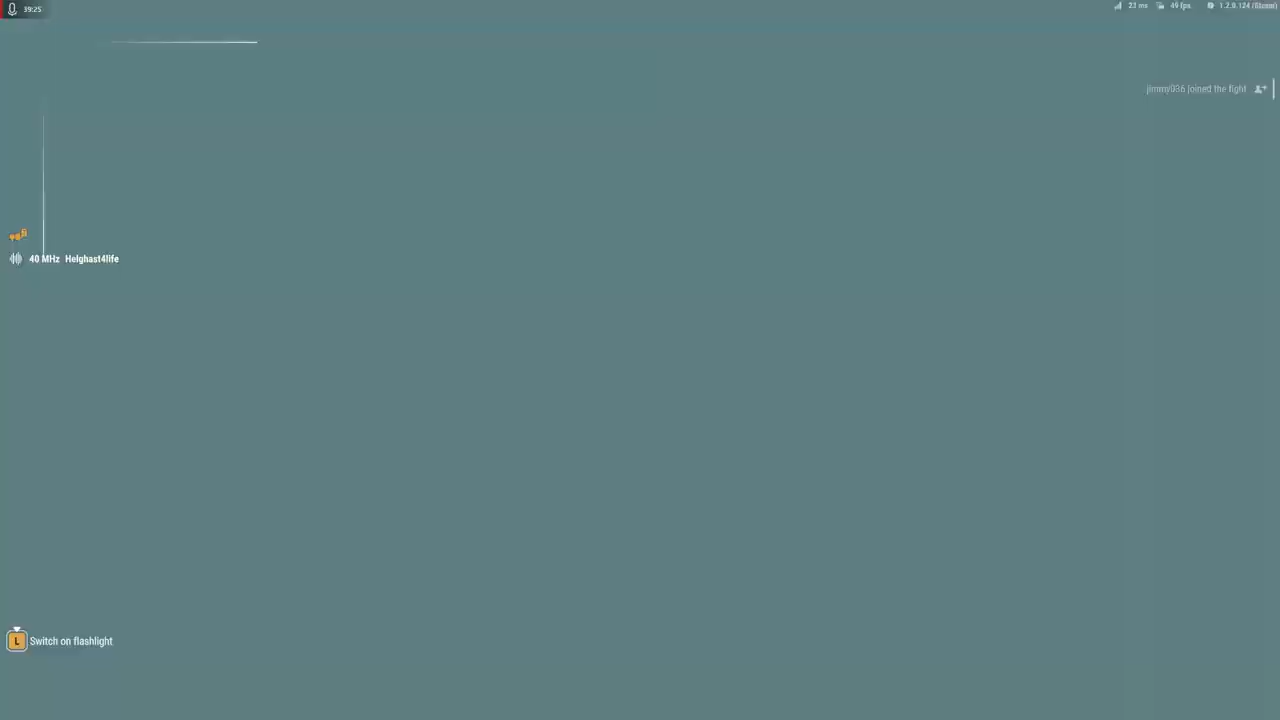 39:25
23 ms 49 fps 1.2.0.124 (Steam)
jimmy036 joined the fight
40 MHz Helghast4life
L Switch on flashlight